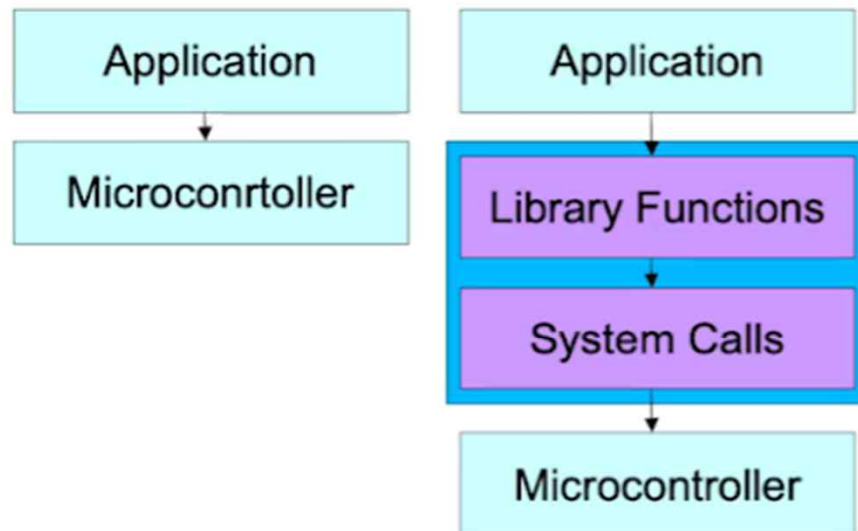 Application
Microconrtoller
Application
Library Functions
System Calls
Microcontroller